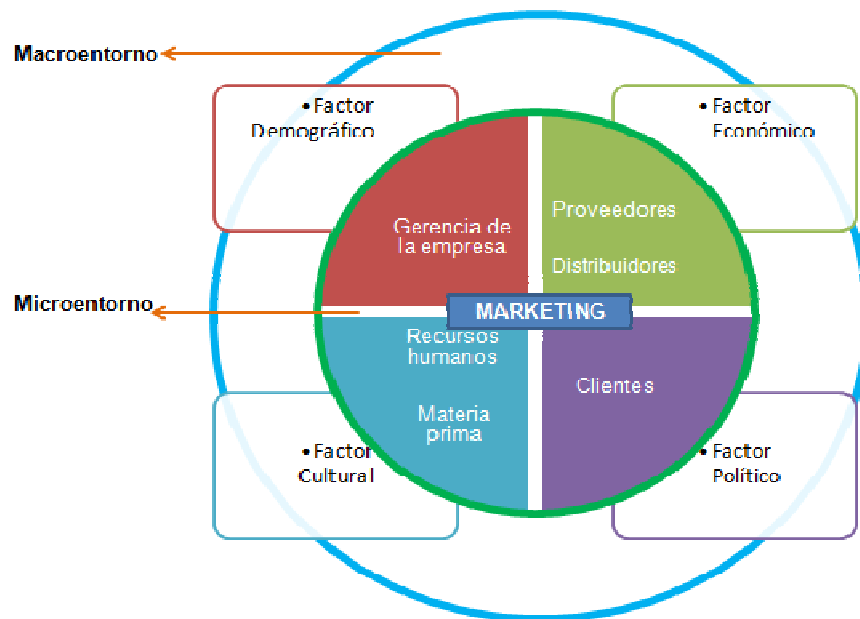 Macroentorno
• Factor
Demográfico
• Factor
Económico
Gerencia de
la empresa
Proveedores
Distribuidores
Microentorno
MARKETING
Recursos
humanos
Materia
prima
Clientes
• Factor
Cultural
• Factor
Político